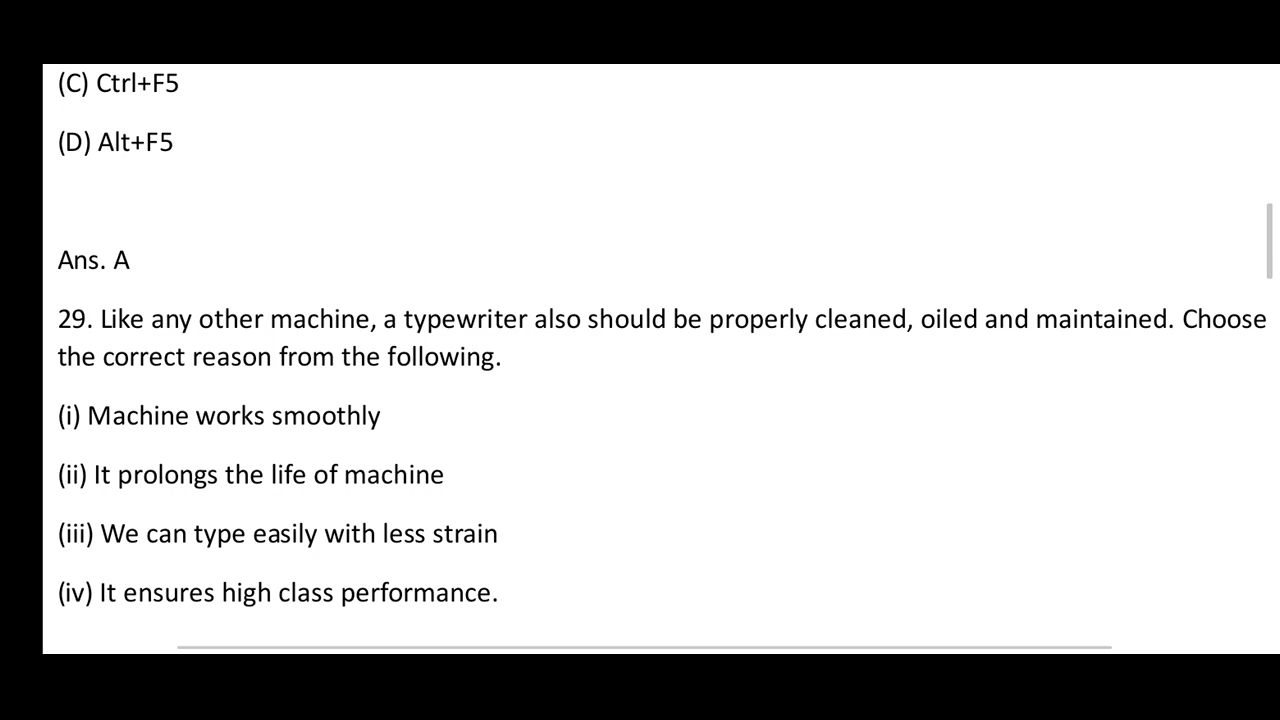 (C) Ctrl+F5
(D) Alt+F5
Ans. A
29. Like any other machine, a typewriter also should be properly cleaned, oiled and maintained. Choose
the correct reason from the following.
(i) Machine works smoothly
(ii) It prolongs the life of machine
(iii) We can type easily with less strain
(iv) It ensures high class performance.